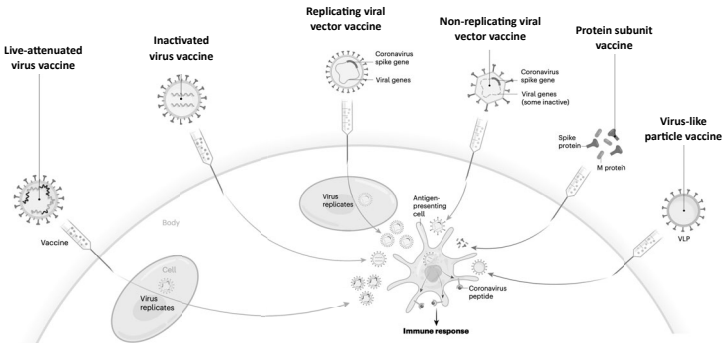 Live-attenuated
virus vaccine
Inactivated
virus vaccine
Replicating viral
vector vaccine
Non-replicating viral
vector vaccine
Protein subunit
vaccine
Virus-like
particle vaccine
Coronavirus
spike gene
Viral genes
Coronavirus
spike gene
Viral genes
(some inactive)
Spike
protein
M protein
VLP
Vaccine
Body
Cell
Virus
replicates
Virus
replicates
Antigen-
presenting
cell
Coronavirus
peptide
Immune response